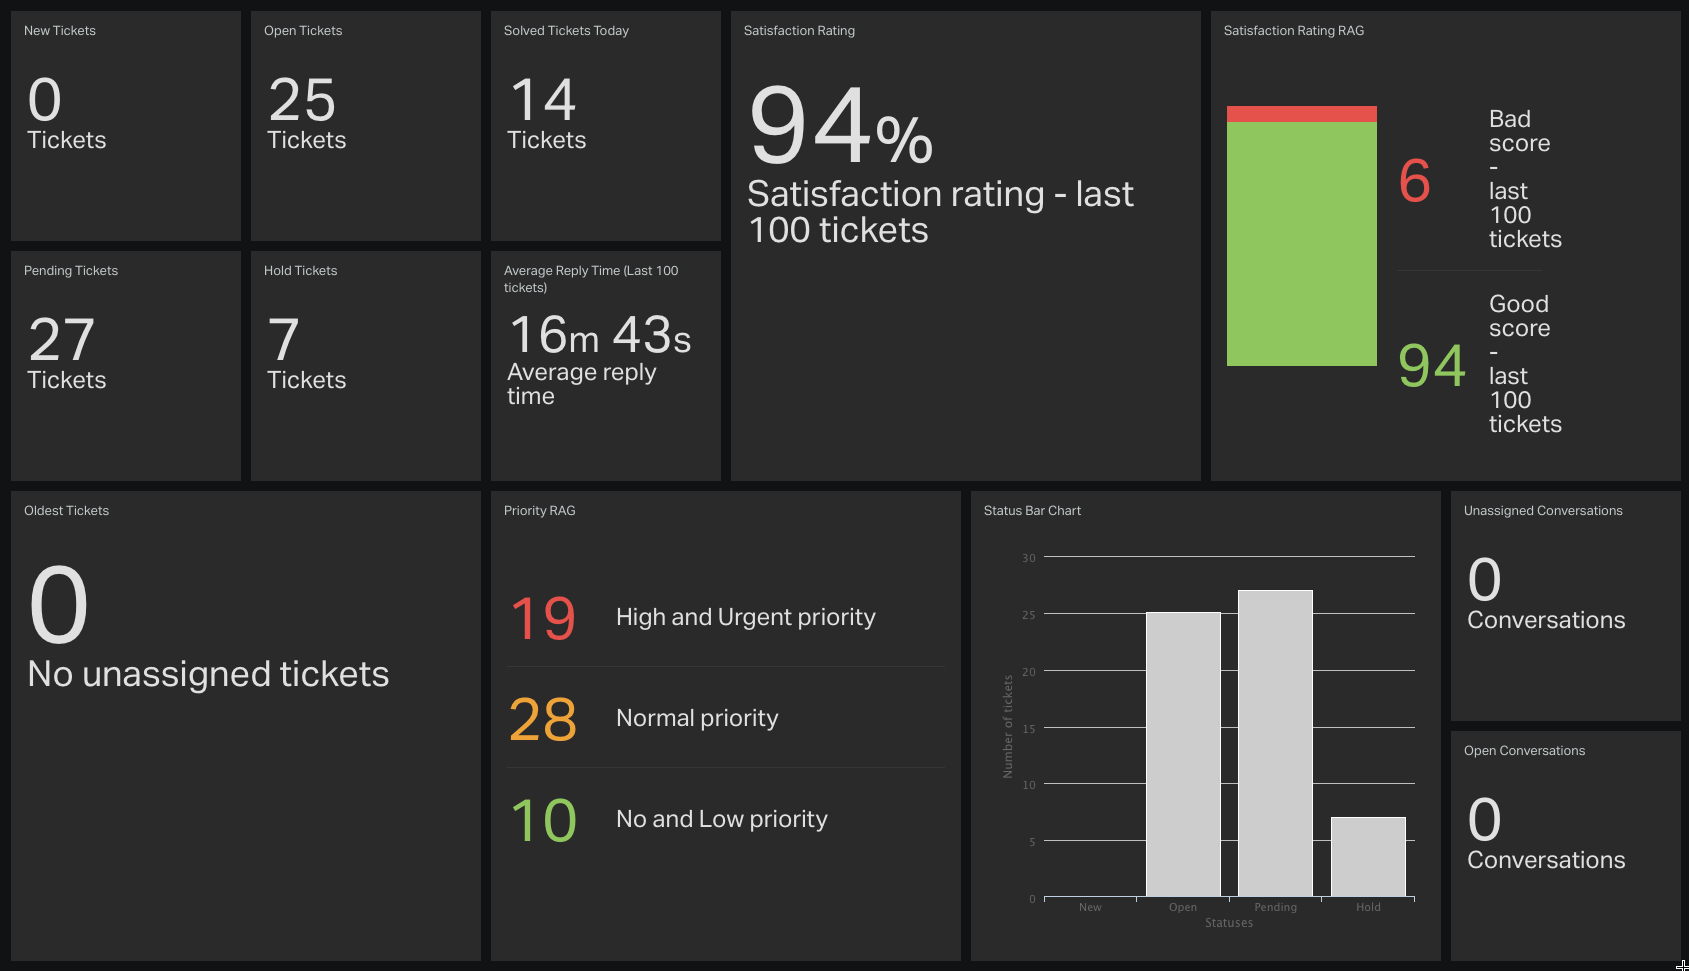 New Tickets
0
Tickets
Open Tickets
25
Tickets
Solved Tickets Today
14
Tickets
Satisfaction Rating
94%
Satisfaction rating - last
100 tickets
Satisfaction Rating RAG
6
Bad
score
-
last
100
tickets
94
Good
score
-
last
100
tickets
Pending Tickets
27
Tickets
Hold Tickets
7
Tickets
Average Reply Time (Last 100
tickets)
16m 43s
Average reply
time
Oldest Tickets
0
No unassigned tickets
Priority RAG
19 High and Urgent priority
28 Normal priority
10 No and Low priority
Status Bar Chart
Number of tickets
30
25
20
15
10
5
0
New Open Pending Hold
Statuses
Unassigned Conversations
0
Conversations
Open Conversations
0
Conversations